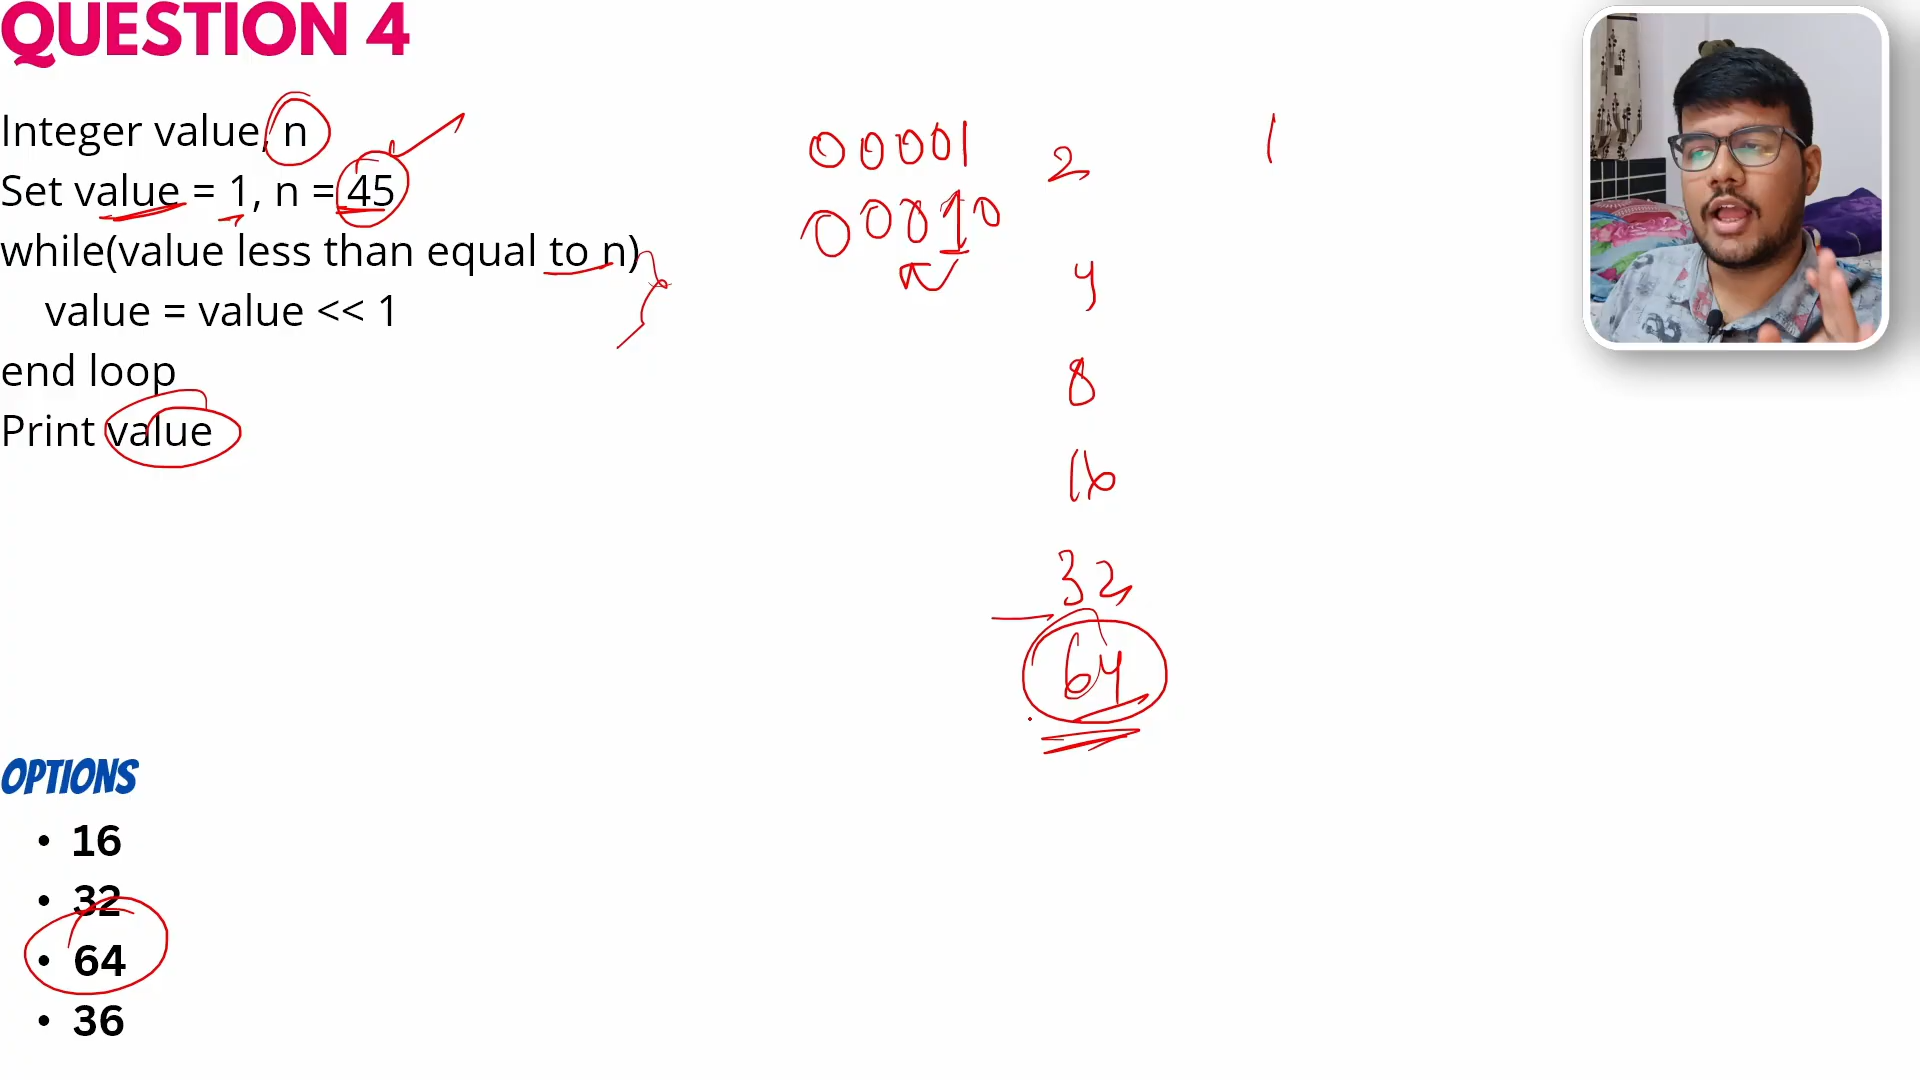 QUESTION 4
Integer value, n
Set value = 1, n = 45
while(value less than equal to n)
value = value << 1
end loop
Print value
00001
00010
2
4
8
16
32
64
1
OPTIONS
• 16
• 32
• 64
• 36